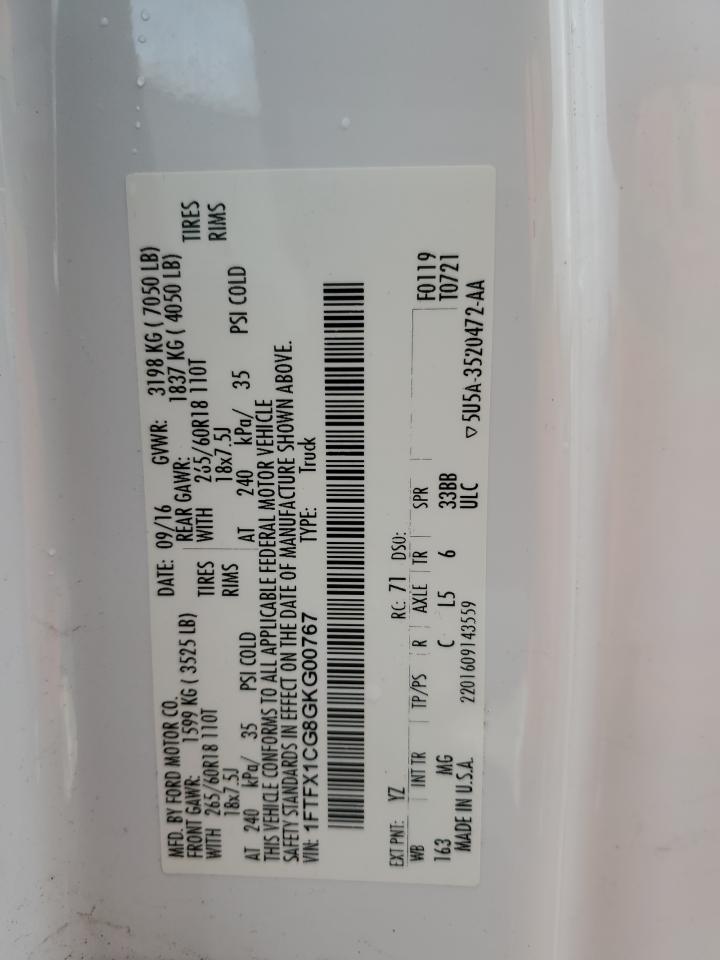 MFD. BY FORD MOTOR CO.
DATE: 09/16 GVWR: 3198 KG ( 7050 LB)
FRONT GAWR: 1599 KG ( 3525 LB) REAR GAWR: 1837 KG ( 4050 LB)
WITH 265/60R18 110T TIRES WITH 265/60R18 110T TIRES
18x7.5J RIMS 18x7.5J RIMS
AT 240 kPa/ 35 PSI COLD AT 240 kPa/ 35 PSI COLD
THIS VEHICLE CONFORMS TO ALL APPLICABLE FEDERAL MOTOR VEHICLE
SAFETY STANDARDS IN EFFECT ON THE DATE OF MANUFACTURE SHOWN ABOVE.
VIN: 1FTFX1CG8GKG00767 TYPE: Truck
EXT PNT: YZ RC: 71 DSO:
WB INT TR TP/PS R AXLE TR SPR F0119
163 MG C L5 6 33BB T0721
MADE IN U.S.A. 2201609143559 ULC ▽ 5U5A-3520472-AA